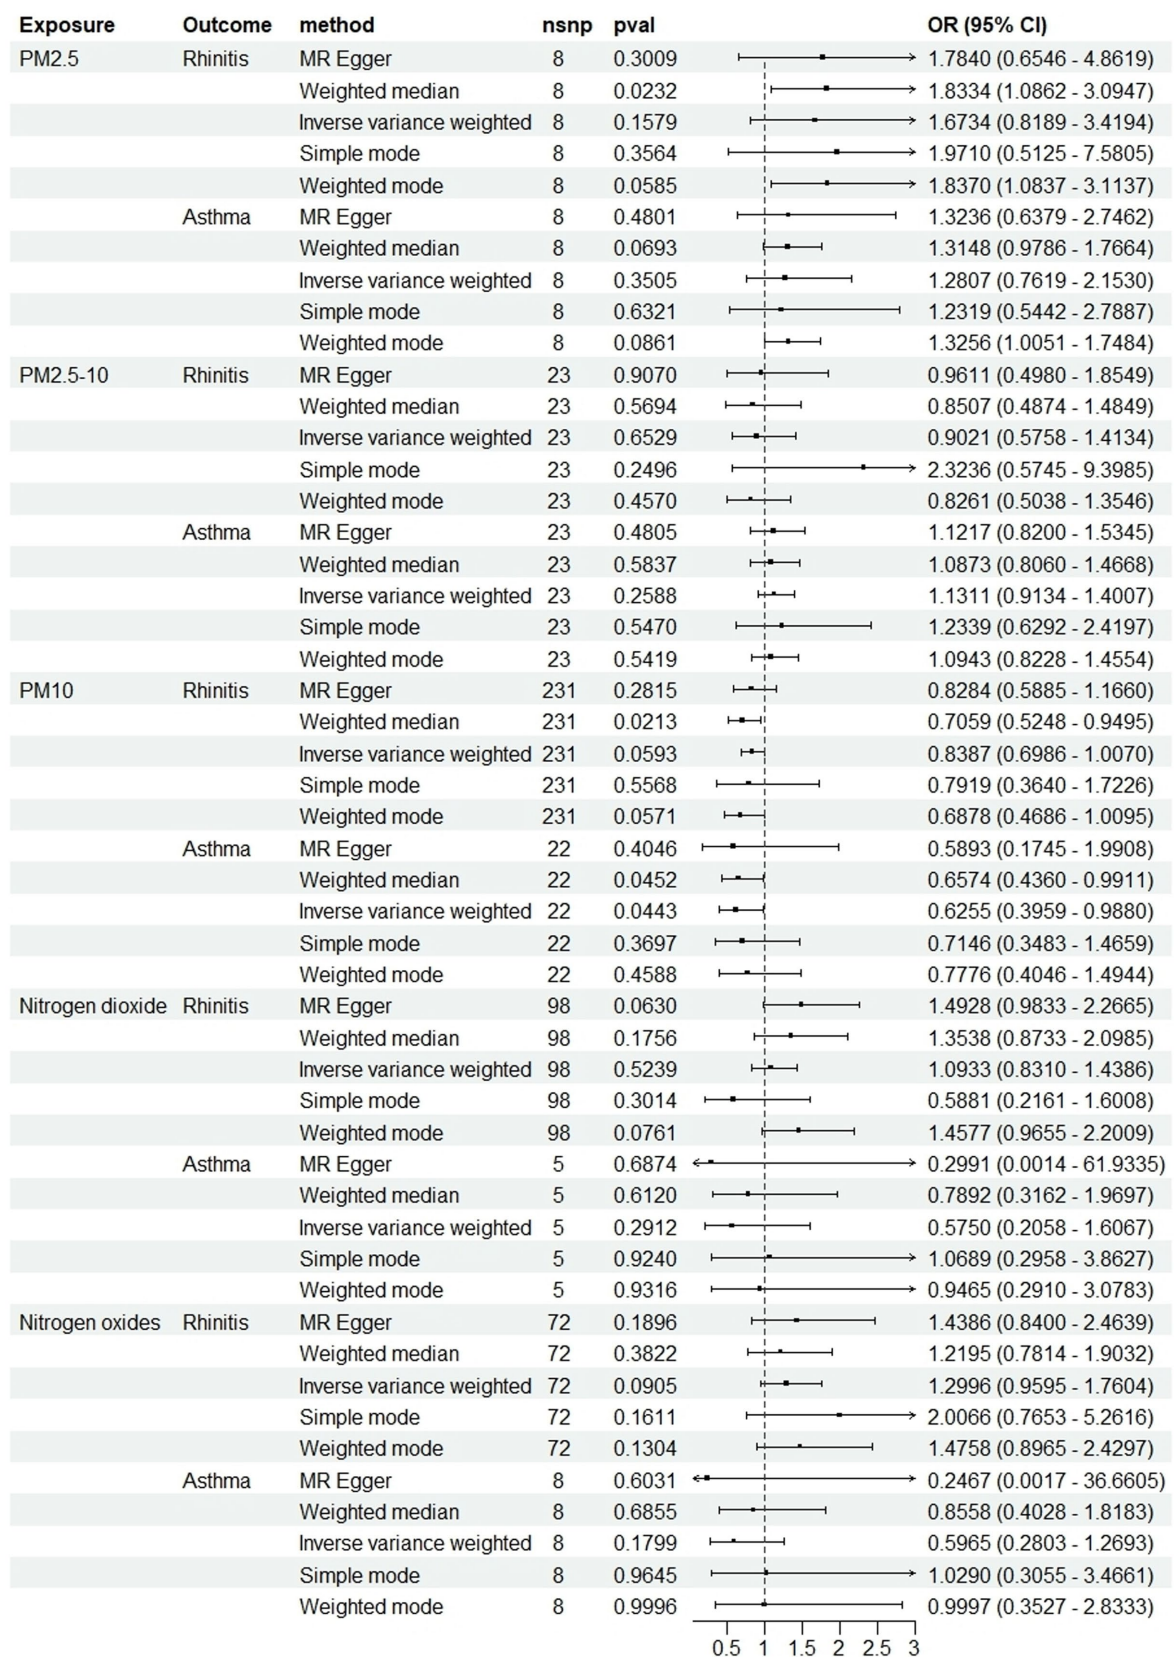 Exposure Outcome method nsnp pval OR (95% CI)
PM2.5 Rhinitis MR Egger 8 0.3009 1.7840 (0.6546 - 4.8619)
Weighted median 8 0.0232 1.8334 (1.0862 - 3.0947)
Inverse variance weighted 8 0.1579 1.6734 (0.8189 - 3.4194)
Simple mode 8 0.3564 1.9710 (0.5125 - 7.5805)
Weighted mode 8 0.0585 1.8370 (1.0837 - 3.1137)
Asthma MR Egger 8 0.4801 1.3236 (0.6379 - 2.7462)
Weighted median 8 0.0693 1.3148 (0.9786 - 1.7664)
Inverse variance weighted 8 0.3505 1.2807 (0.7619 - 2.1530)
Simple mode 8 0.6321 1.2319 (0.5442 - 2.7887)
Weighted mode 8 0.0861 1.3256 (1.0051 - 1.7484)
PM2.5-10 Rhinitis MR Egger 23 0.9070 0.9611 (0.4980 - 1.8549)
Weighted median 23 0.5694 0.8507 (0.4874 - 1.4849)
Inverse variance weighted 23 0.6529 0.9021 (0.5758 - 1.4134)
Simple mode 23 0.2496 2.3236 (0.5745 - 9.3985)
Weighted mode 23 0.4570 0.8261 (0.5038 - 1.3546)
Asthma MR Egger 23 0.4805 1.1217 (0.8200 - 1.5345)
Weighted median 23 0.5837 1.0873 (0.8060 - 1.4668)
Inverse variance weighted 23 0.2588 1.1311 (0.9134 - 1.4007)
Simple mode 23 0.5470 1.2339 (0.6292 - 2.4197)
Weighted mode 23 0.5419 1.0943 (0.8228 - 1.4554)
PM10 Rhinitis MR Egger 231 0.2815 0.8284 (0.5885 - 1.1660)
Weighted median 231 0.0213 0.7059 (0.5248 - 0.9495)
Inverse variance weighted 231 0.0593 0.8387 (0.6986 - 1.0070)
Simple mode 231 0.5568 0.7919 (0.3640 - 1.7226)
Weighted mode 231 0.0571 0.6878 (0.4686 - 1.0095)
Asthma MR Egger 22 0.4046 0.5893 (0.1745 - 1.9908)
Weighted median 22 0.0452 0.6574 (0.4360 - 0.9911)
Inverse variance weighted 22 0.0443 0.6255 (0.3959 - 0.9880)
Simple mode 22 0.3697 0.7146 (0.3483 - 1.4659)
Weighted mode 22 0.4588 0.7776 (0.4046 - 1.4944)
Nitrogen dioxide Rhinitis MR Egger 98 0.0630 1.4928 (0.9833 - 2.2665)
Weighted median 98 0.1756 1.3538 (0.8733 - 2.0985)
Inverse variance weighted 98 0.5239 1.0933 (0.8310 - 1.4386)
Simple mode 98 0.3014 0.5881 (0.2161 - 1.6008)
Weighted mode 98 0.0761 1.4577 (0.9655 - 2.2009)
Asthma MR Egger 5 0.6874 0.2991 (0.0014 - 61.9335)
Weighted median 5 0.6120 0.7892 (0.3162 - 1.9697)
Inverse variance weighted 5 0.2912 0.5750 (0.2058 - 1.6067)
Simple mode 5 0.9240 1.0689 (0.2958 - 3.8627)
Weighted mode 5 0.9316 0.9465 (0.2910 - 3.0783)
Nitrogen oxides Rhinitis MR Egger 72 0.1896 1.4386 (0.8400 - 2.4639)
Weighted median 72 0.3822 1.2195 (0.7814 - 1.9032)
Inverse variance weighted 72 0.0905 1.2996 (0.9595 - 1.7604)
Simple mode 72 0.1611 2.0066 (0.7653 - 5.2616)
Weighted mode 72 0.1304 1.4758 (0.8965 - 2.4297)
Asthma MR Egger 8 0.6031 0.2467 (0.0017 - 36.6605)
Weighted median 8 0.6855 0.8558 (0.4028 - 1.8183)
Inverse variance weighted 8 0.1799 0.5965 (0.2803 - 1.2693)
Simple mode 8 0.9645 1.0290 (0.3055 - 3.4661)
Weighted mode 8 0.9996 0.9997 (0.3527 - 2.8333)
0.5 1 1.5 2 2.5 3